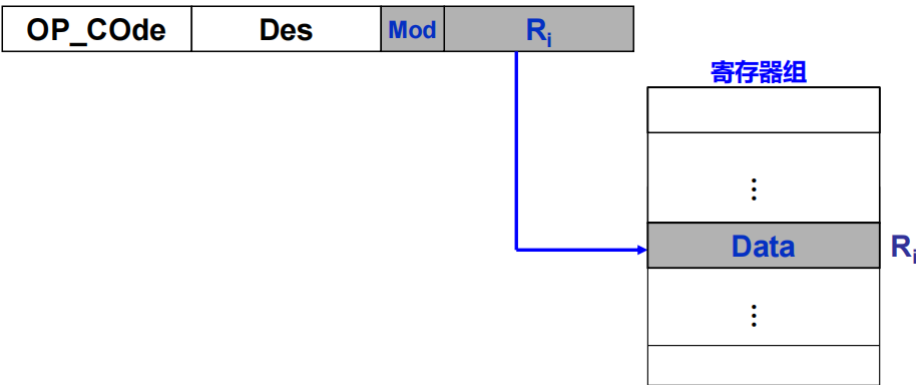 OP_COde Des Mod Ri
寄存器组
⋮
Data Ri
⋮